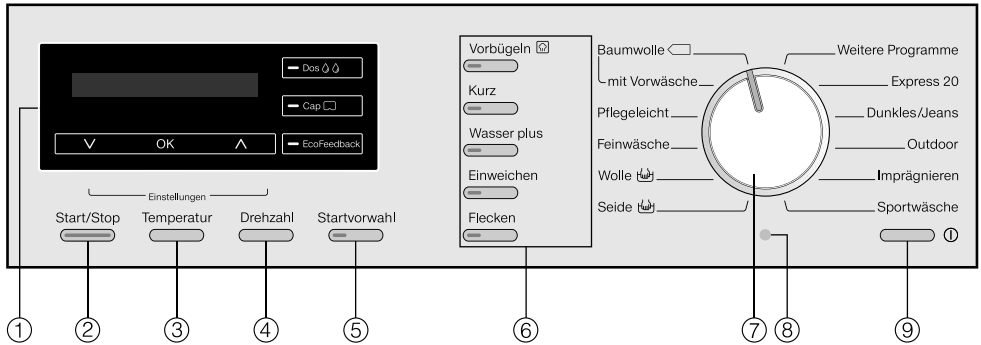 Dos
Cap
OK
EcoFeedback
Einstellungen
Start/Stop
Temperatur
Drehzahl
Startvorwahl
Vorbügeln
Kurz
Wasser plus
Einweichen
Flecken
Baumwolle
mit Vorwäsche
Pflegeleicht
Feinwäsche
Wolle
Seide
Weitere Programme
Express 20
Dunkles/Jeans
Outdoor
Imprägnieren
Sportwäsche
① ② ③ ④ ⑤ ⑥ ⑦ ⑧ ⑨